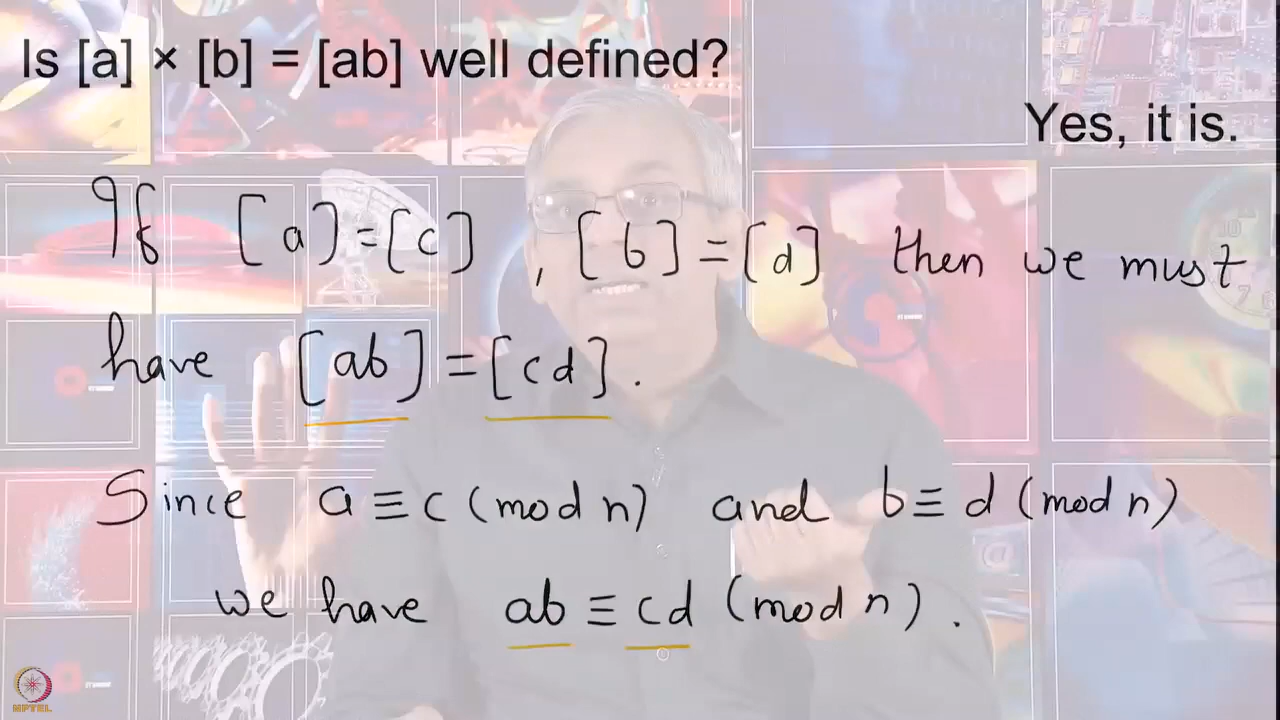 Is [a] × [b] = [ab] well defined?
Yes, it is.
If [a]=[c], [b]=[d] then we must
have [ab]=[cd].
Since a≡c (mod n) and b≡d (mod n)
we have ab≡cd (mod n).
NPTEL